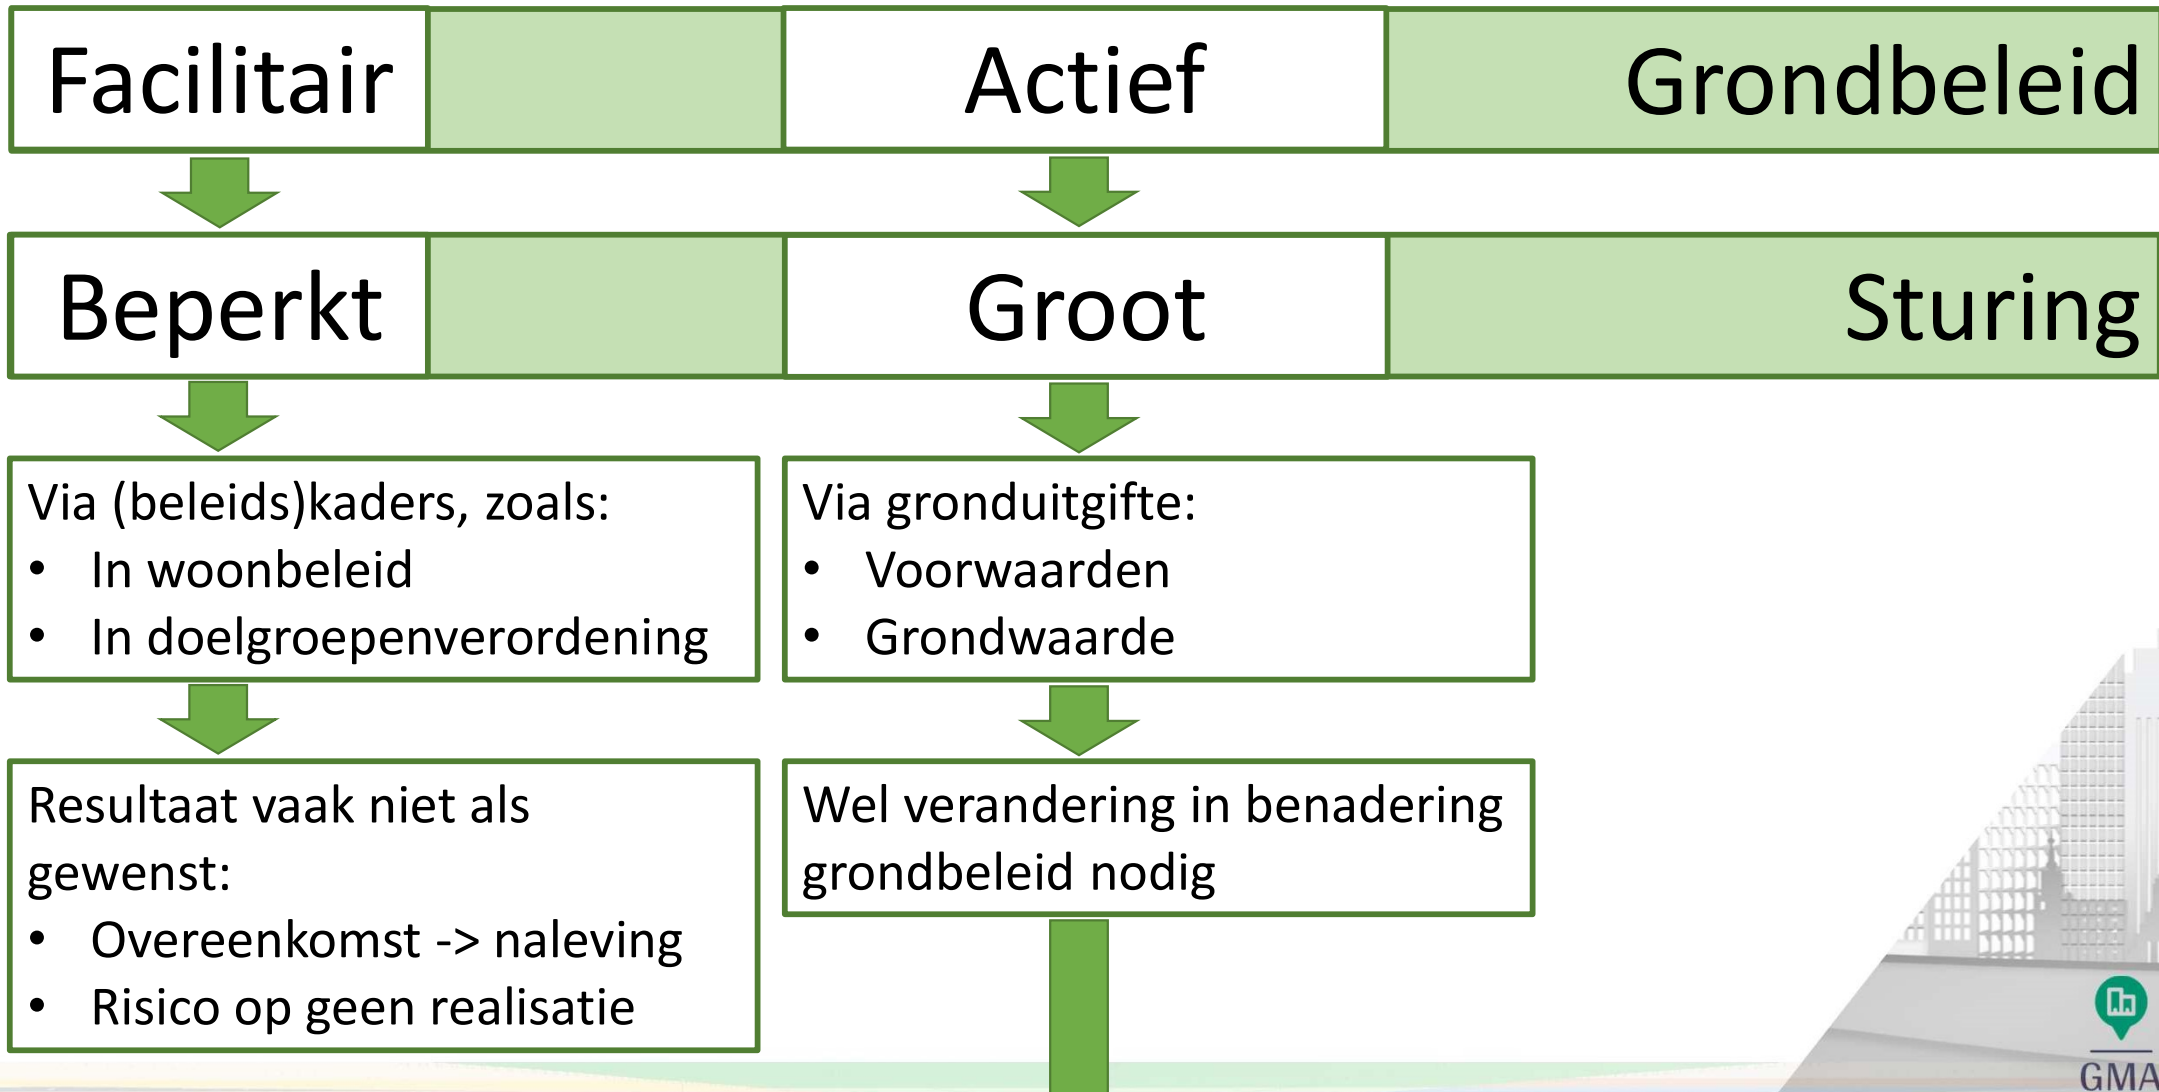 Facilitair
Actief
Grondbeleid
Beperkt
Groot
Sturing
Via (beleids)kaders, zoals:
• In woonbeleid
• In doelgroepenverordening
Via gronduitgifte:
• Voorwaarden
• Grondwaarde
Resultaat vaak niet als
gewenst:
• Overeenkomst -> naleving
• Risico op geen realisatie
Wel verandering in benadering
grondbeleid nodig
GMA